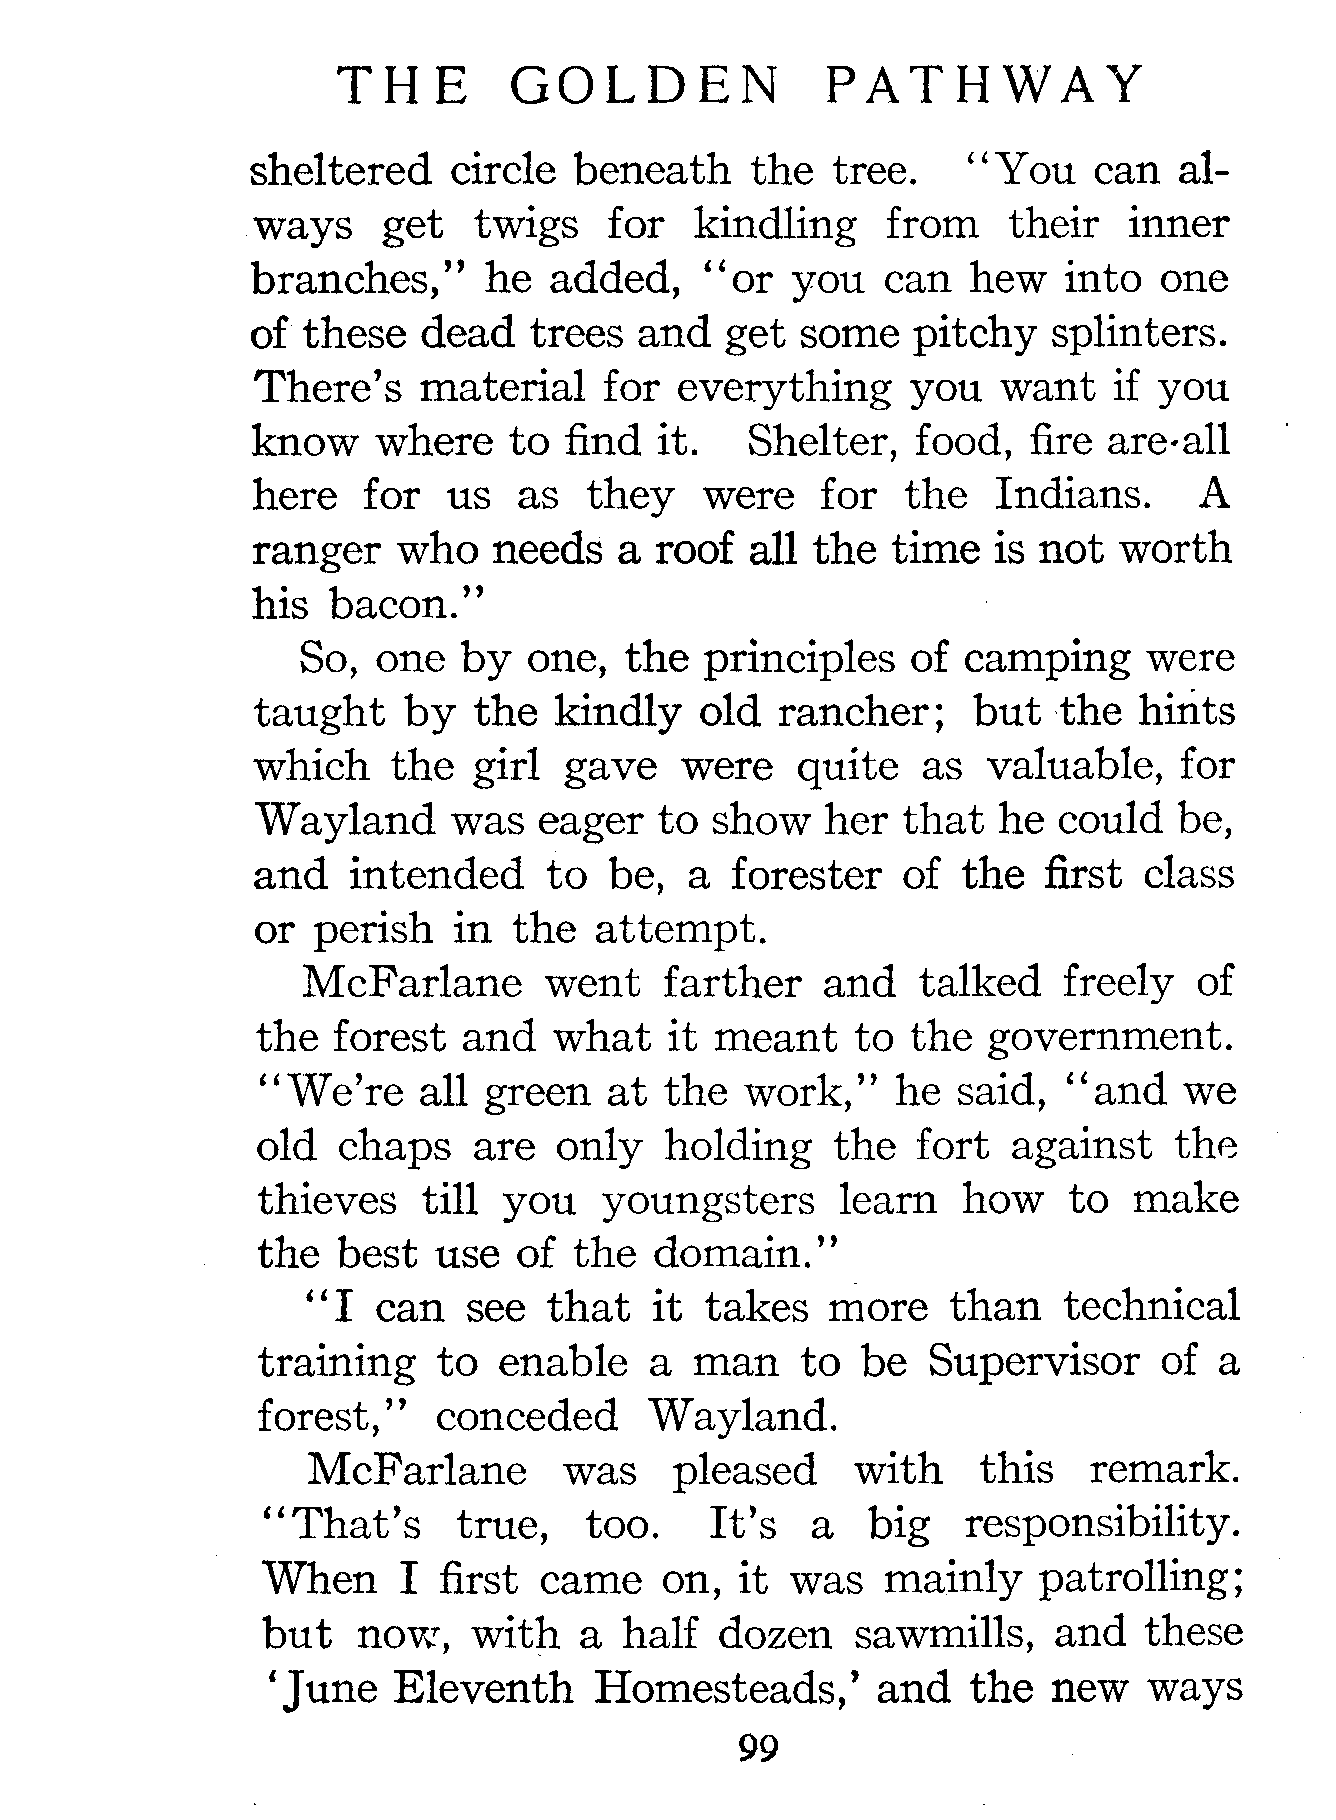 THE GOLDEN PATHWAY
sheltered circle beneath the tree. "You can al-
ways get twigs for kindling from their inner
branches," he added, "or you can hew into one
of these dead trees and get some pitchy splinters.
There's material for everything you want if you
know where to find it. Shelter, food, fire are all
here for us as they were for the Indians. A
ranger who needs a roof all the time is not worth
his bacon."
So, one by one, the principles of camping were
taught by the kindly old rancher; but the hints
which the girl gave were quite as valuable, for
Wayland was eager to show her that he could be,
and intended to be, a forester of the first class
or perish in the attempt.
McFarlane went farther and talked freely of
the forest and what it meant to the government.
"We're all green at the work," he said, "and we
old chaps are only holding the fort against the
thieves till you youngsters learn how to make
the best use of the domain."
"I can see that it takes more than technical
training to enable a man to be Supervisor of a
forest," conceded Wayland.
McFarlane was pleased with this remark.
"That's true, too. It's a big responsibility.
When I first came on, it was mainly patrolling;
but now, with a half dozen sawmills, and these
'June Eleventh Homesteads,' and the new ways
99